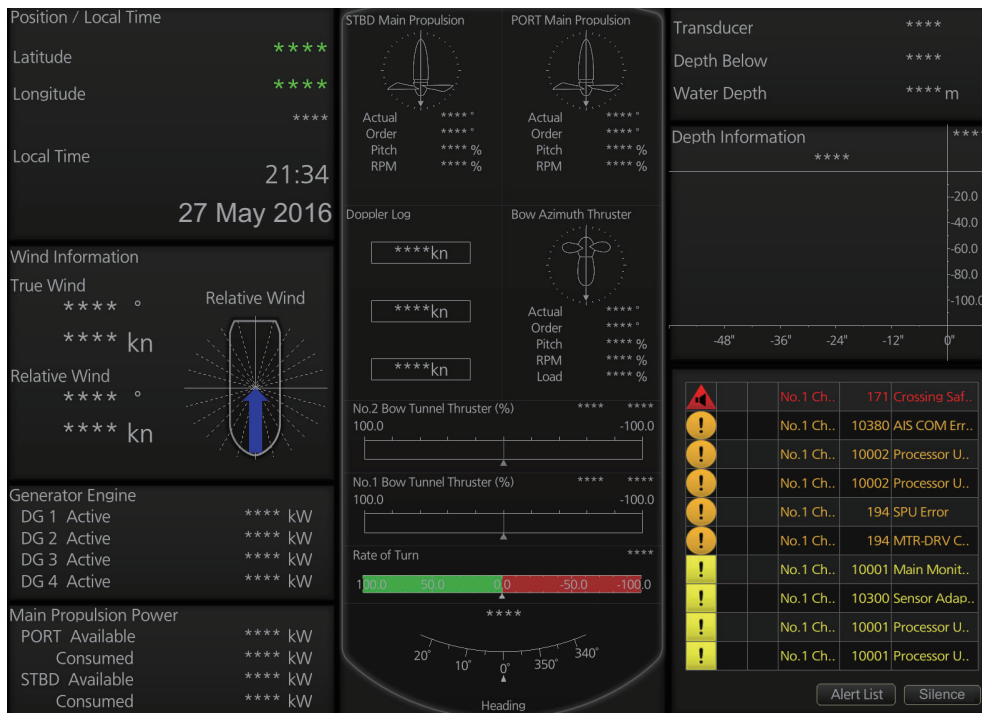 Position / Local Time
Latitude ****
Longitude ****
****
Local Time
21:34
27 May 2016
Wind Information
True Wind
**** °
**** kn
Relative Wind
Relative Wind
**** °
**** kn
Generator Engine
DG 1 Active **** kW
DG 2 Active **** kW
DG 3 Active **** kW
DG 4 Active **** kW
Main Propulsion Power
PORT Available **** kW
Consumed **** kW
STBD Available **** kW
Consumed **** kW
STBD Main Propulsion
Actual **** °
Order **** °
Pitch **** %
RPM **** %
PORT Main Propulsion
Actual **** °
Order **** °
Pitch **** %
RPM **** %
Doppler Log
****kn
****kn
****kn
Bow Azimuth Thruster
Actual **** °
Order **** °
Pitch **** %
RPM **** %
Load **** %
No.2 Bow Tunnel Thruster (%) **** ****
100.0 -100.0
No.1 Bow Tunnel Thruster (%) **** ****
100.0 -100.0
Rate of Turn ****
100.0 50.0 0.0 -50.0 -100.0
****
20° 10° 0° 350° 340°
Heading
Transducer ****
Depth Below ****
Water Depth **** m
Depth Information ***
****
-20.0
-40.0
-60.0
-80.0
-100.0
-48" -36" -24" -12" 0"
No.1 Ch.. 171 Crossing Saf..
! No.1 Ch.. 10380 AIS COM Err..
! No.1 Ch.. 10002 Processor U..
! No.1 Ch.. 10002 Processor U..
! No.1 Ch.. 194 SPU Error
! No.1 Ch.. 194 MTR-DRV C..
! No.1 Ch.. 10001 Main Monit..
! No.1 Ch.. 10300 Sensor Adap..
! No.1 Ch.. 10001 Processor U..
! No.1 Ch.. 10001 Processor U..
Alert List Silence